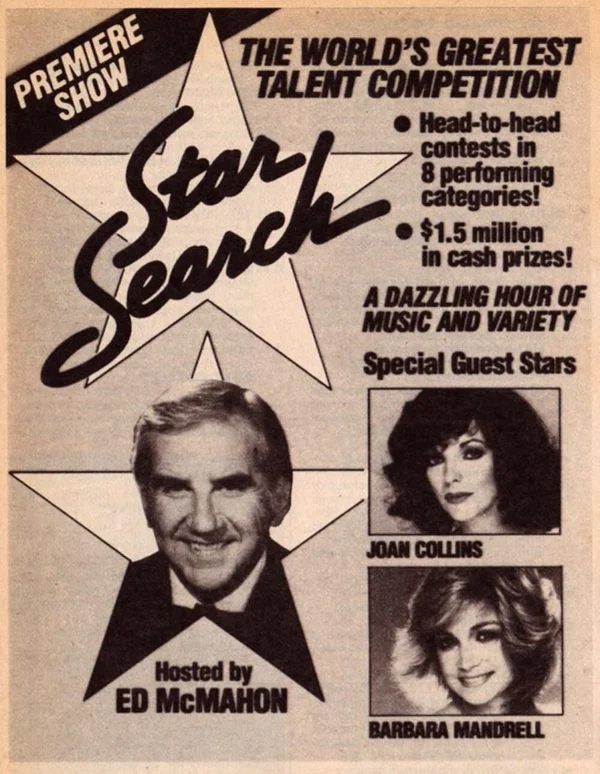 PREMIERE
SHOW
Star
Search
THE WORLD'S GREATEST
TALENT COMPETITION
● Head-to-head
contests in
8 performing
categories!
● $1.5 million
in cash prizes!
A DAZZLING HOUR OF
MUSIC AND VARIETY
Special Guest Stars
JOAN COLLINS
BARBARA MANDRELL
Hosted by
ED McMAHON